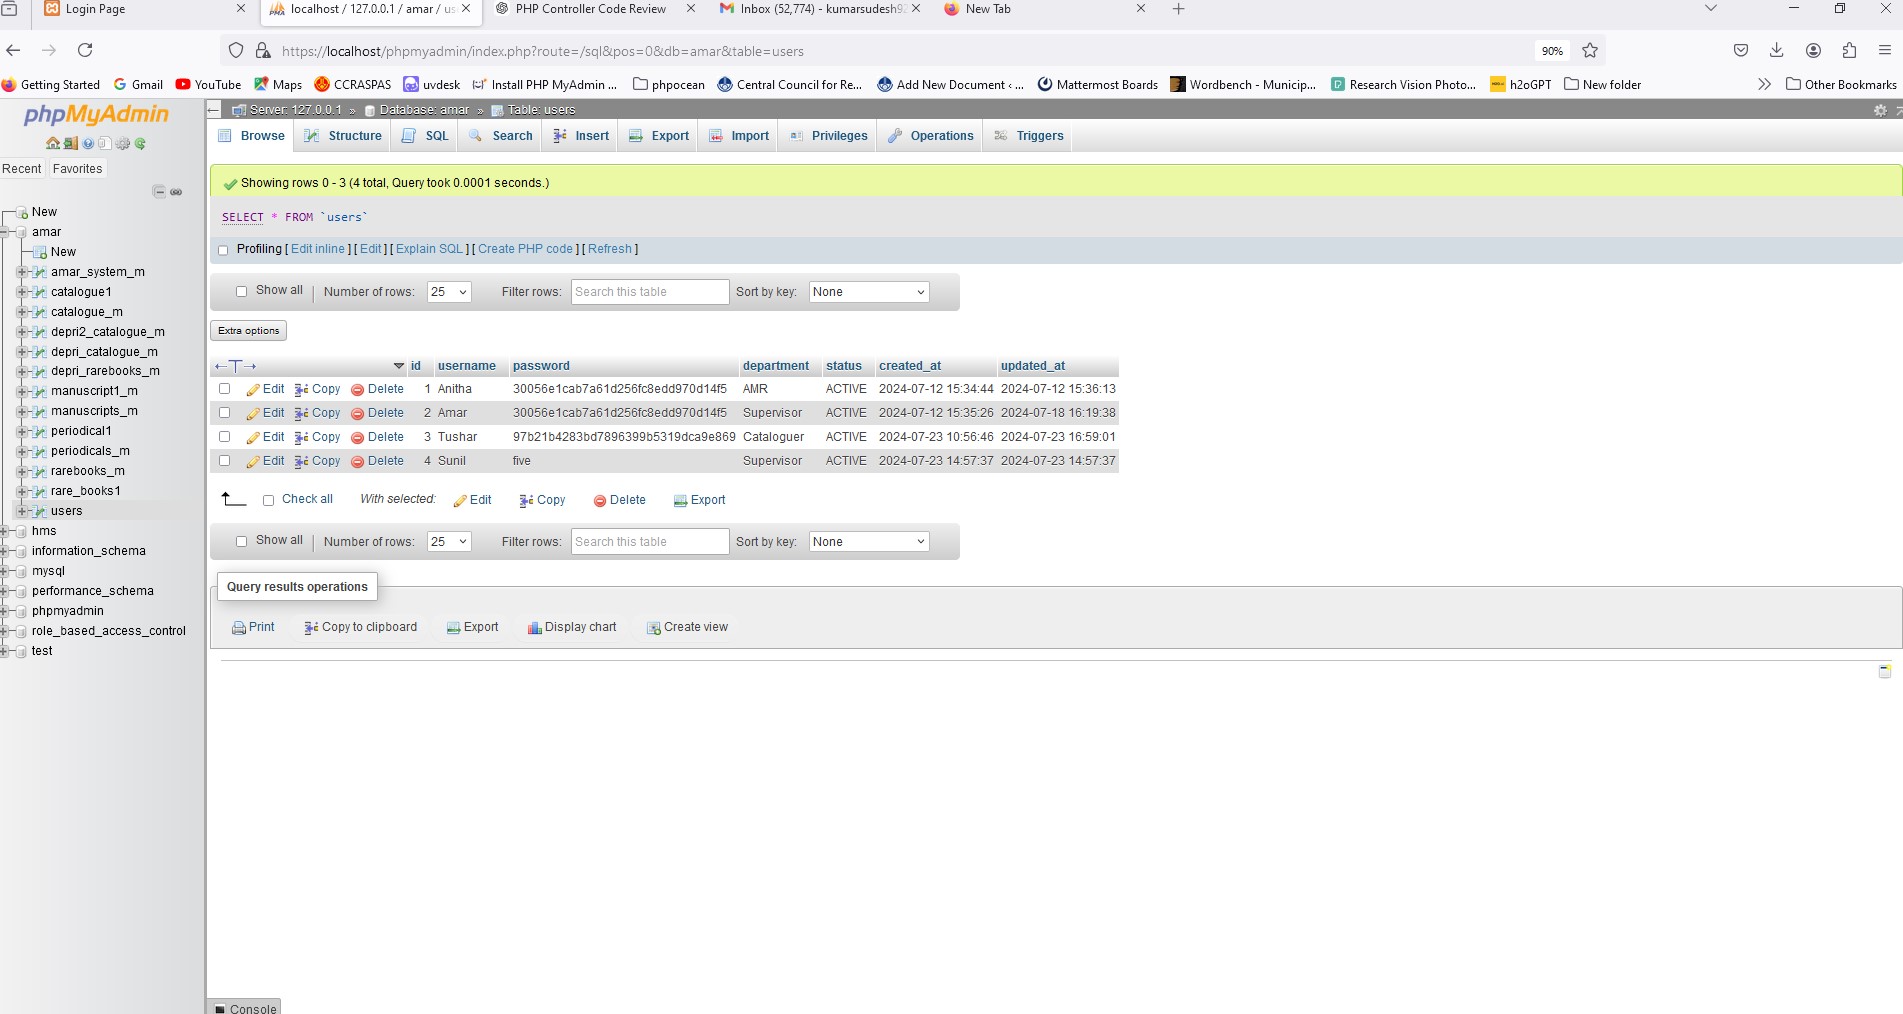 Login Page
localhost / 127.0.0.1 / amar / us
PHP Controller Code Review
Inbox (52,774) - kumarsudesh92
New Tab
https://localhost/phpmyadmin/index.php?route=/sql&pos=0&db=amar&table=users
90%
Getting Started Gmail YouTube Maps CCRASPAS uvdesk Install PHP MyAdmin ... phpocean Central Council for Re... Add New Document ‹ ... Mattermost Boards Wordbench - Municip... Research Vision Photo... h2oGPT New folder Other Bookmarks
phpMyAdmin
Recent Favorites
New
amar
New
amar_system_m
catalogue1
catalogue_m
depri2_catalogue_m
depri_catalogue_m
depri_rarebooks_m
manuscript1_m
manuscripts_m
periodical1
periodicals_m
rarebooks_m
rare_books1
users
hms
information_schema
mysql
performance_schema
phpmyadmin
role_based_access_control
test
Server: 127.0.0.1 » Database: amar » Table: users
Browse Structure SQL Search Insert Export Import Privileges Operations Triggers
Showing rows 0 - 3 (4 total, Query took 0.0001 seconds.)
SELECT * FROM `users`
Profiling [ Edit inline ] [ Edit ] [ Explain SQL ] [ Create PHP code ] [ Refresh ]
Show all Number of rows: 25 Filter rows: Search this table Sort by key: None
Extra options
id username password department status created_at updated_at
Edit Copy Delete 1 Anitha 30056e1cab7a61d256fc8edd970d14f5 AMR ACTIVE 2024-07-12 15:34:44 2024-07-12 15:36:13
Edit Copy Delete 2 Amar 30056e1cab7a61d256fc8edd970d14f5 Supervisor ACTIVE 2024-07-12 15:35:26 2024-07-18 16:19:38
Edit Copy Delete 3 Tushar 97b21b4283bd7896399b5319dca9e869 Cataloguer ACTIVE 2024-07-23 10:56:46 2024-07-23 16:59:01
Edit Copy Delete 4 Sunil five Supervisor ACTIVE 2024-07-23 14:57:37 2024-07-23 14:57:37
Check all With selected: Edit Copy Delete Export
Show all Number of rows: 25 Filter rows: Search this table Sort by key: None
Query results operations
Print Copy to clipboard Export Display chart Create view
Console